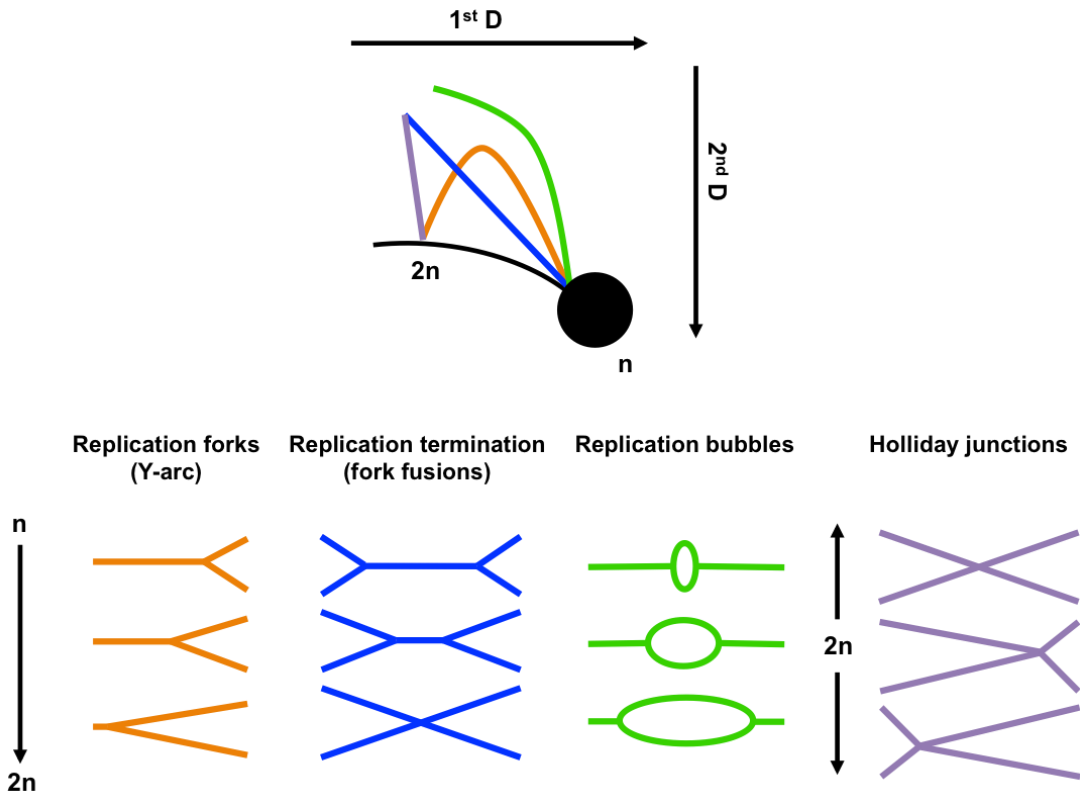 1st D
2nd D
2n
n
Replication forks
(Y-arc)
Replication termination
(fork fusions)
Replication bubbles
Holliday junctions
n
2n
2n